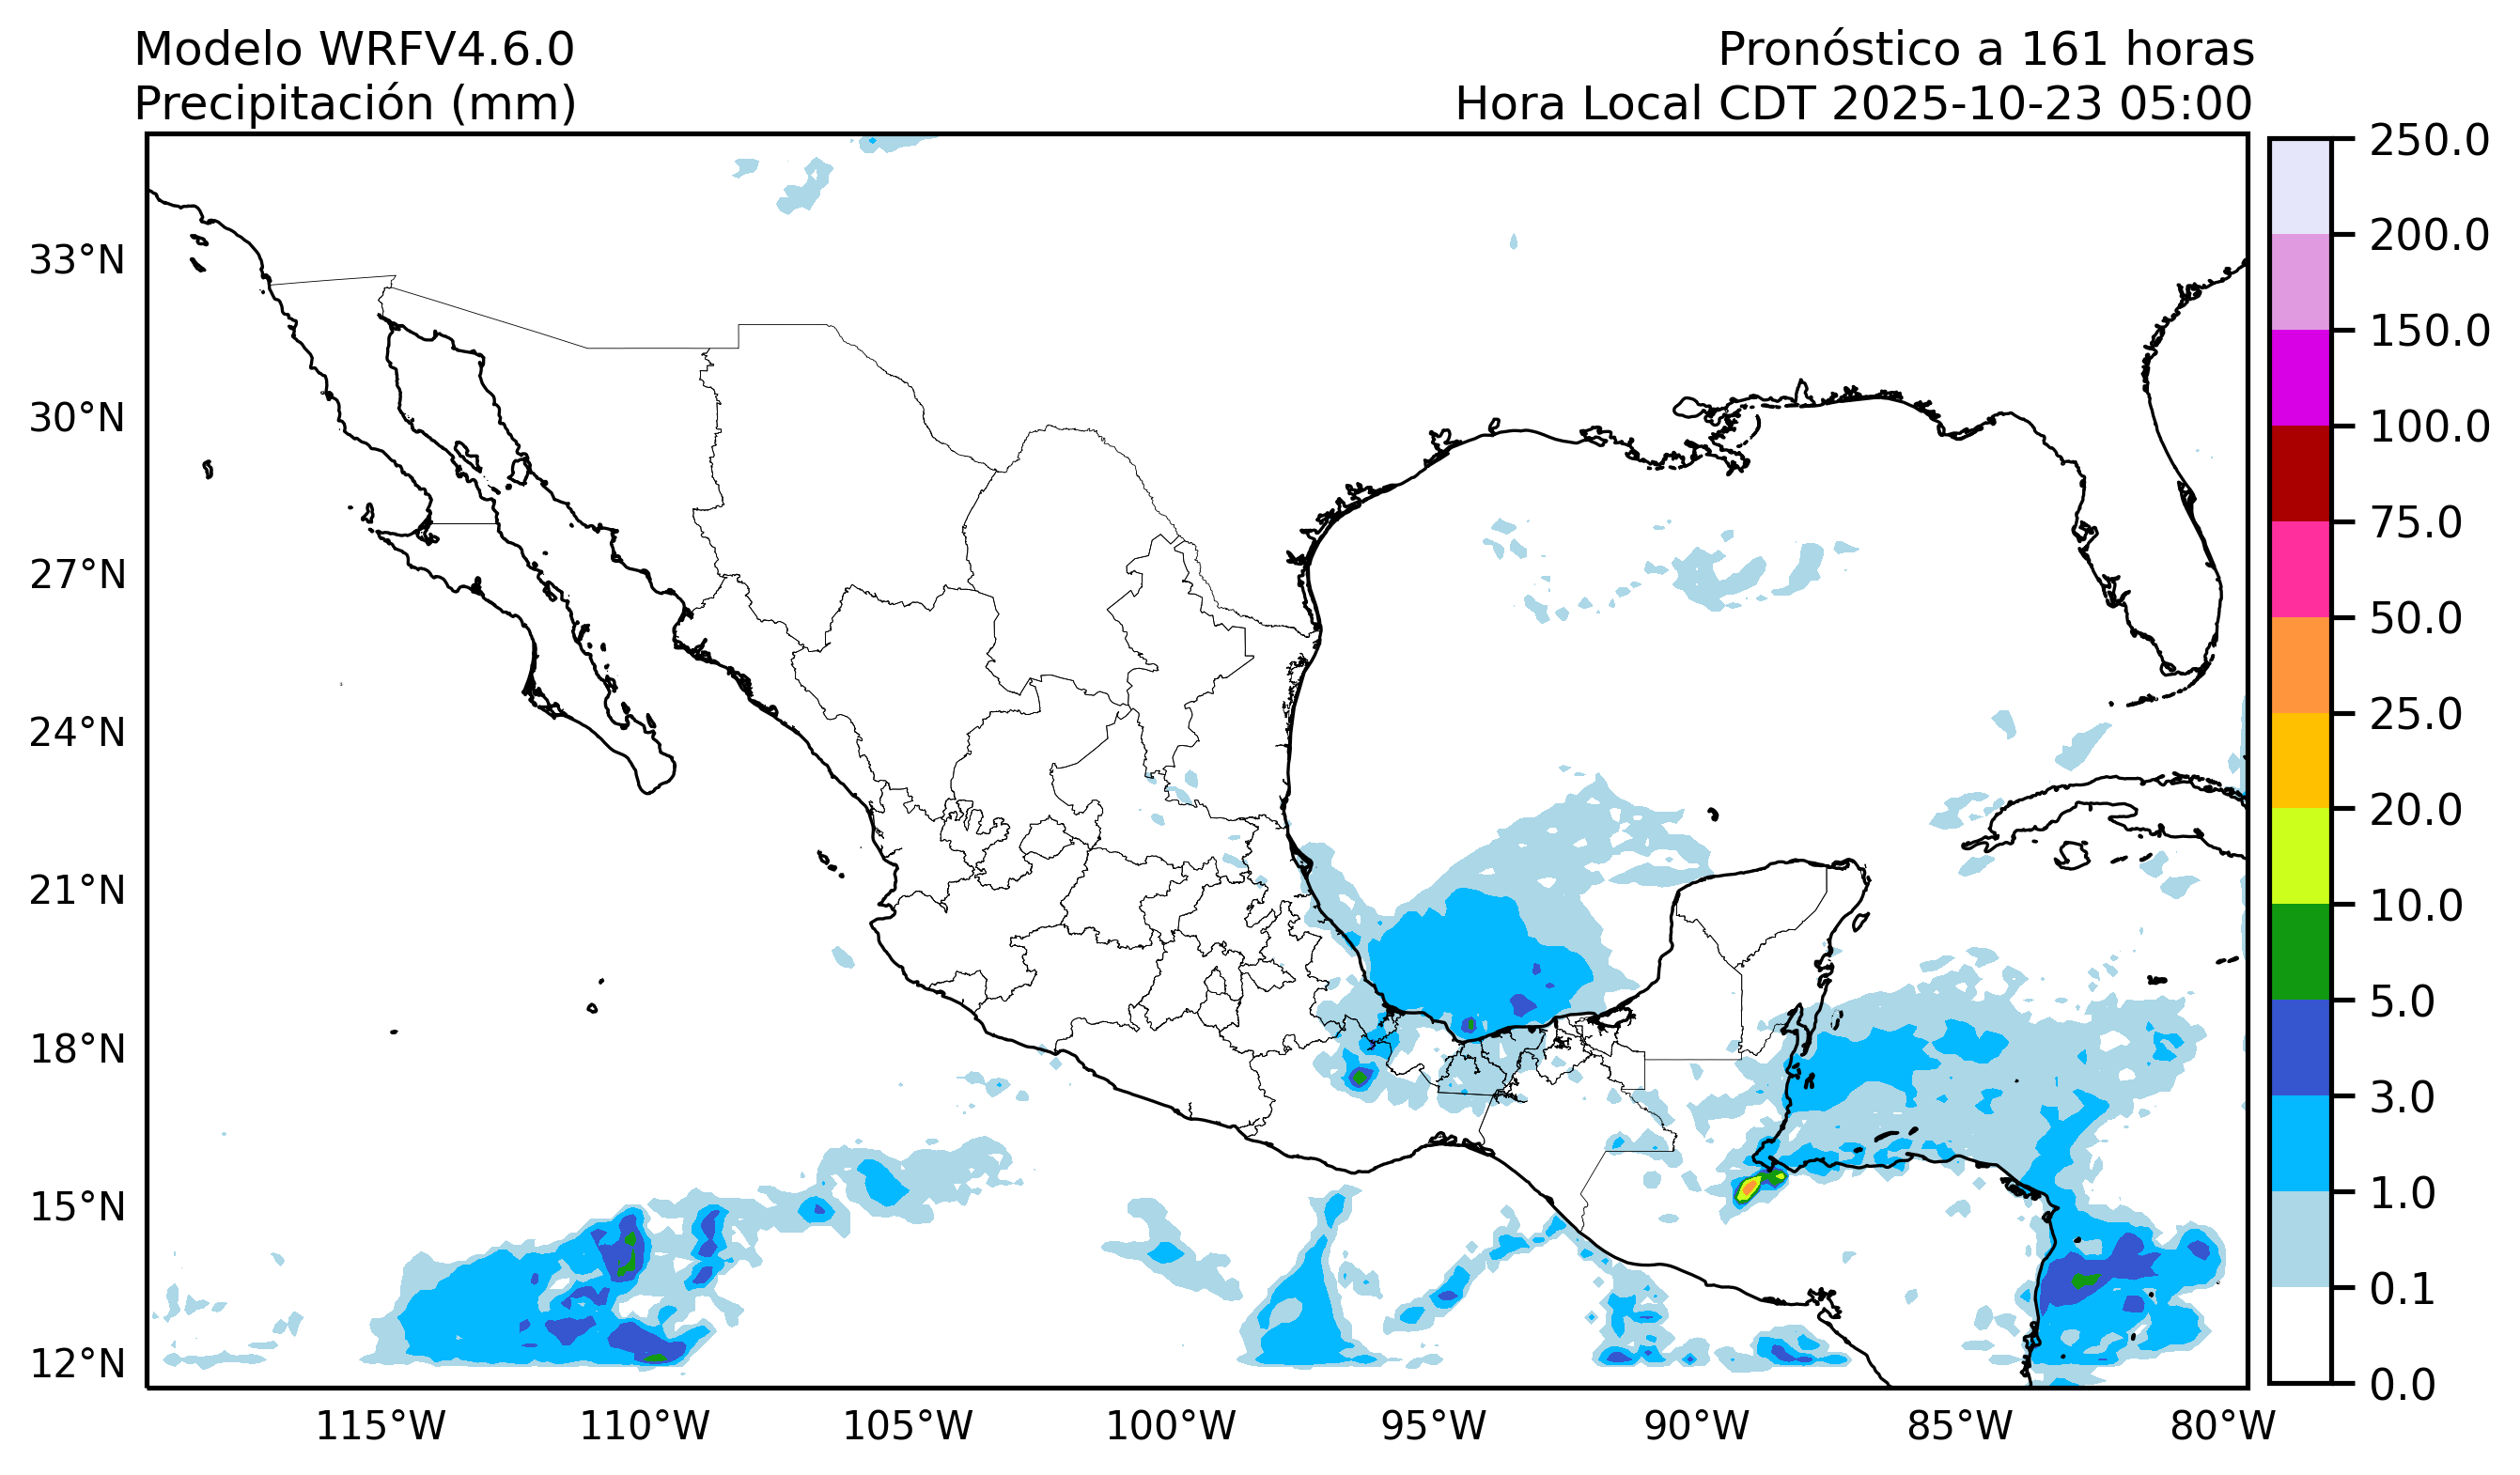 Modelo WRFV4.6.0
Precipitación (mm)
Pronóstico a 161 horas
Hora Local CDT 2025-10-23 05:00
33°N
30°N
27°N
24°N
21°N
18°N
15°N
12°N
115°W
110°W
105°W
100°W
95°W
90°W
85°W
80°W
250.0
200.0
150.0
100.0
75.0
50.0
25.0
20.0
10.0
5.0
3.0
1.0
0.1
0.0